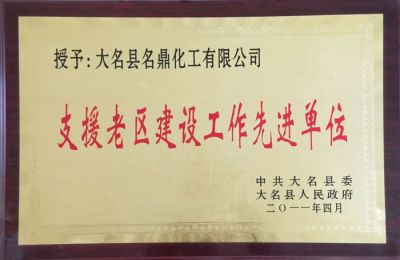 授予:大名县名鼎化工有限公司
支援老区建设工作先进单位
中共大名县委
大名县人民政府
二〇一一年四月